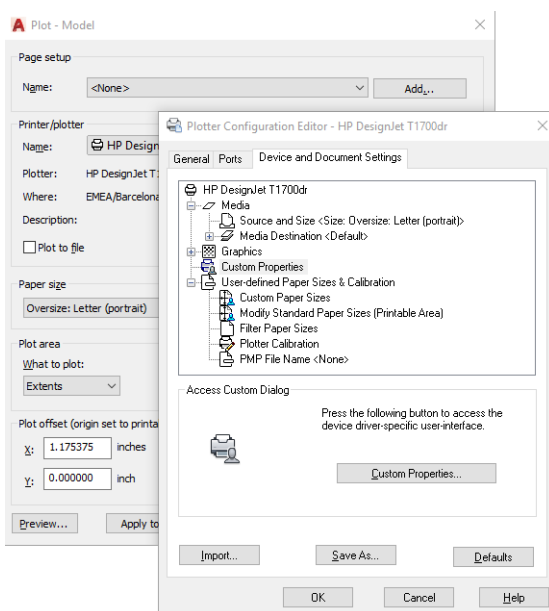 Plot - Model
Page setup
Name:
<None>
Add...
Printer/plotter
Name:
HP Design
Plotter:
HP DesignJet T1
Where:
EMEA/Barcelona
Description:
Plot to file
Paper size
Oversize: Letter (portrait)
Plot area
What to plot:
Extents
Plot offset (origin set to printa
X:
1.175375
inches
Y:
0.000000
inch
Preview...
Apply to
Plotter Configuration Editor - HP DesignJet T1700dr
General
Ports
Device and Document Settings
HP DesignJet T1700dr
Media
Source and Size <Size: Oversize: Letter (portrait)>
Media Destination <Default>
Graphics
Custom Properties
User-defined Paper Sizes & Calibration
Custom Paper Sizes
Modify Standard Paper Sizes (Printable Area)
Filter Paper Sizes
Plotter Calibration
PMP File Name <None>
Access Custom Dialog
Press the following button to access the
device driver-specific user-interface.
Custom Properties...
Import...
Save As...
Defaults
OK
Cancel
Help